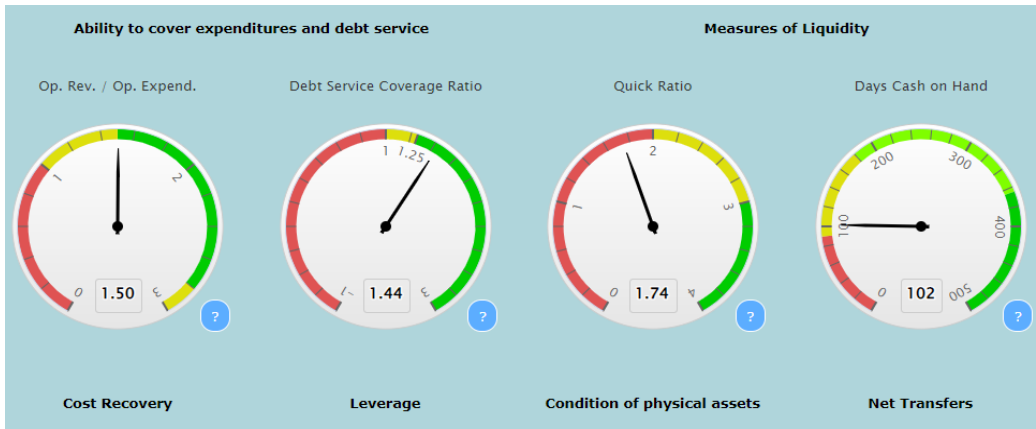 Ability to cover expenditures and debt service
Measures of Liquidity
Op. Rev. / Op. Expend.
Debt Service Coverage Ratio
Quick Ratio
Days Cash on Hand
0
1
2
3
1.50
?
-1
1
1.25
3
1.44
?
0
1
2
3
4
1.74
?
0
100
200
300
400
500
102
?
Cost Recovery
Leverage
Condition of physical assets
Net Transfers